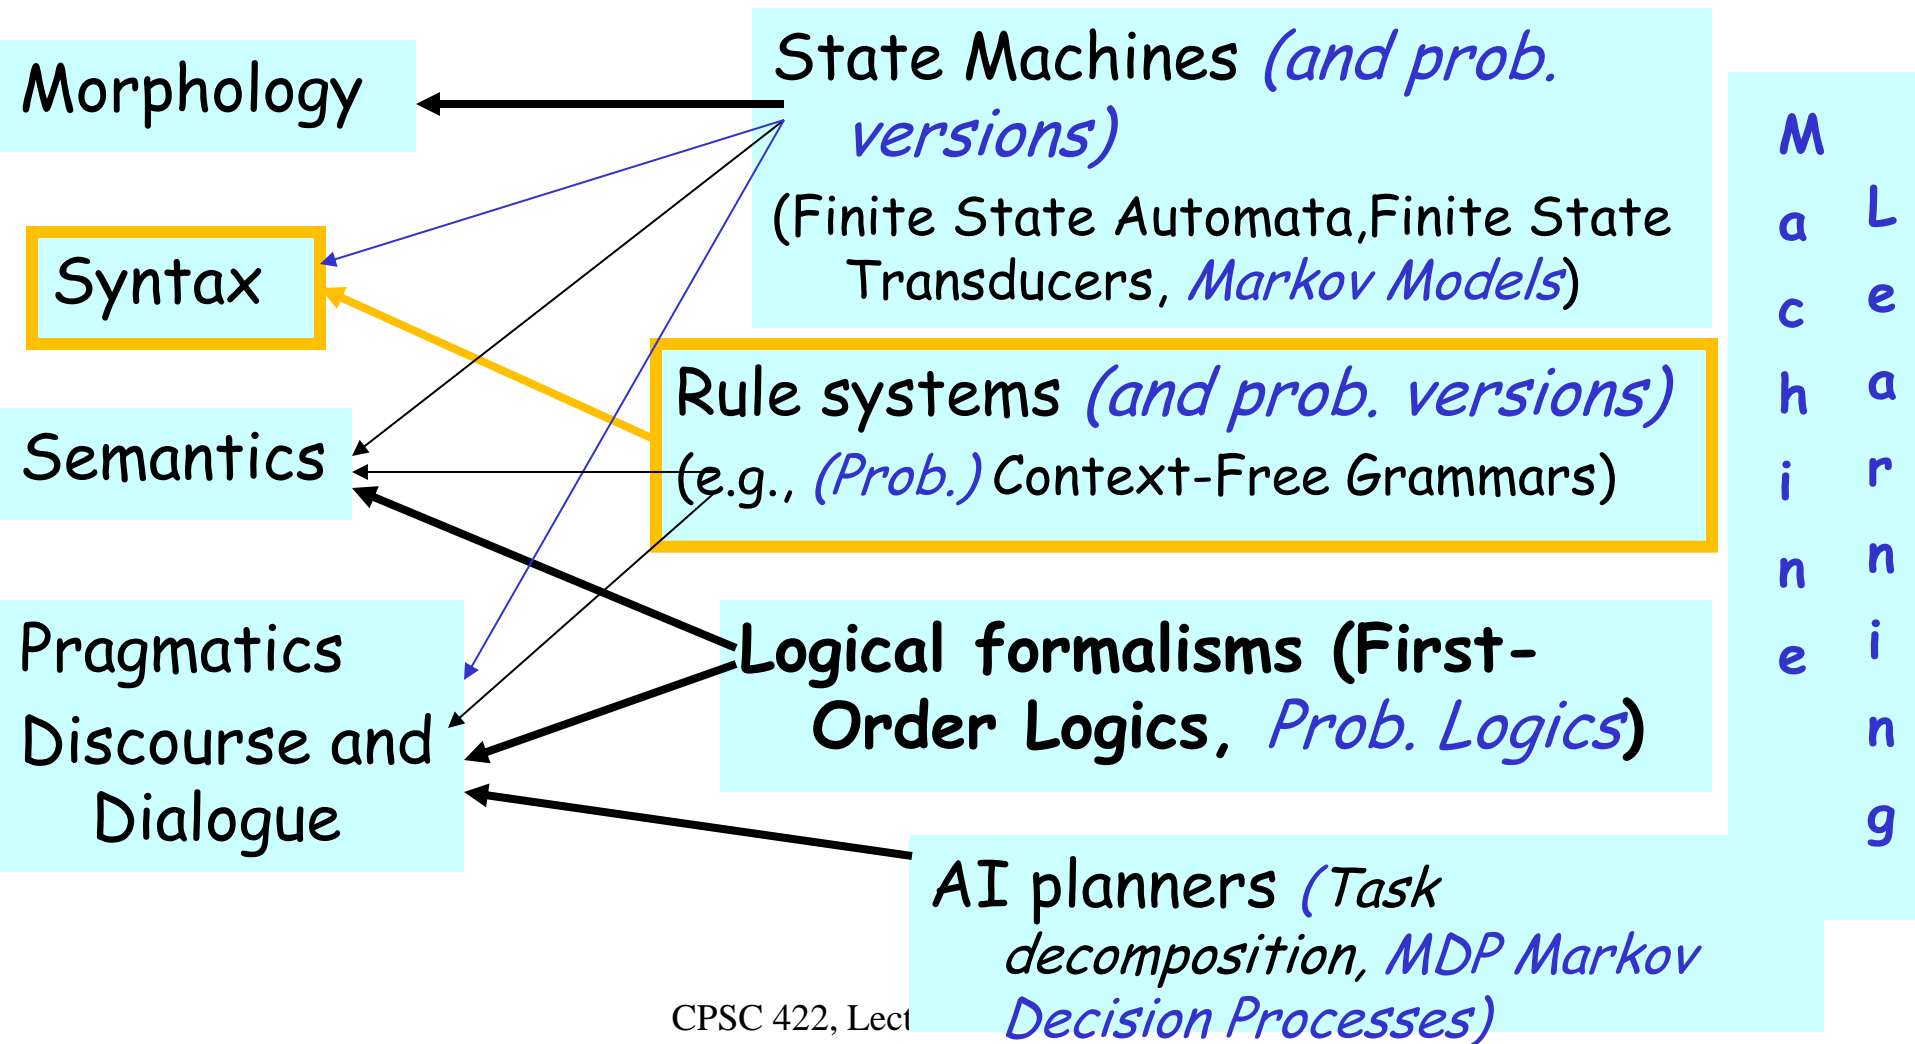 Morphology
Syntax
Semantics
Pragmatics
Discourse and
Dialogue
State Machines (and prob.
versions)
(Finite State Automata,Finite State
Transducers, Markov Models)
Rule systems (and prob. versions)
(e.g., (Prob.) Context-Free Grammars)
Logical formalisms (First-
Order Logics, Prob. Logics)
AI planners (Task
decomposition, MDP Markov
Decision Processes)
Machine
Learning
CPSC 422, Lect